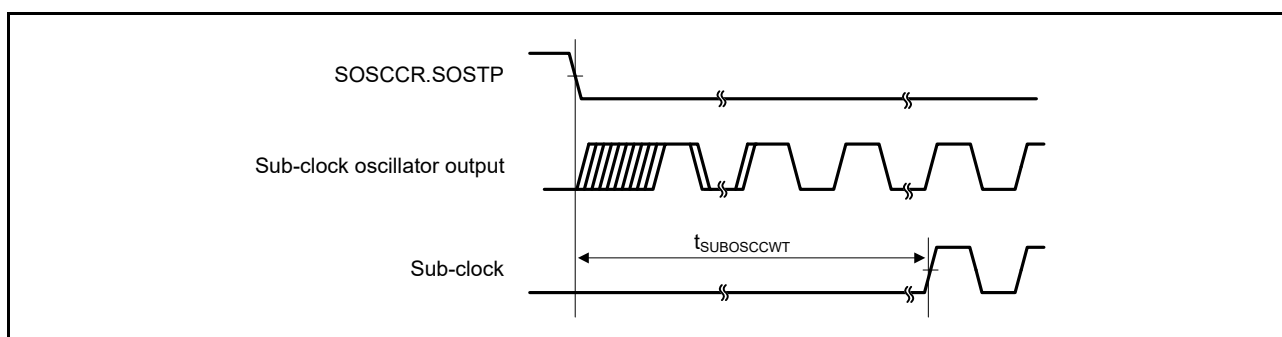 SOSCCR.SOSTP
Sub-clock oscillator output
tSUBOSCCWT
Sub-clock